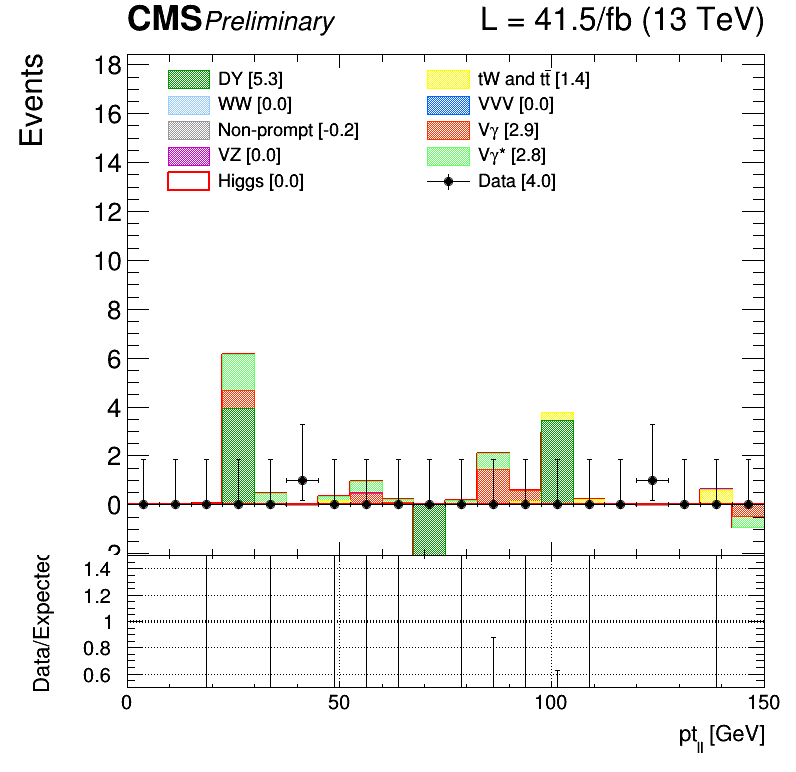 CMS Preliminary L = 41.5/fb (13 TeV)
Events
18
16
14
12
10
8
6
4
2
0
2
DY [5.3]
WW [0.0]
Non-prompt [-0.2]
VZ [0.0]
Higgs [0.0]
tW and tt̄ [1.4]
VVV [0.0]
Vγ [2.9]
Vγ* [2.8]
Data [4.0]
Data/Expected
1.4
1.2
1
0.8
0.6
0 50 100 150
pt_ll [GeV]